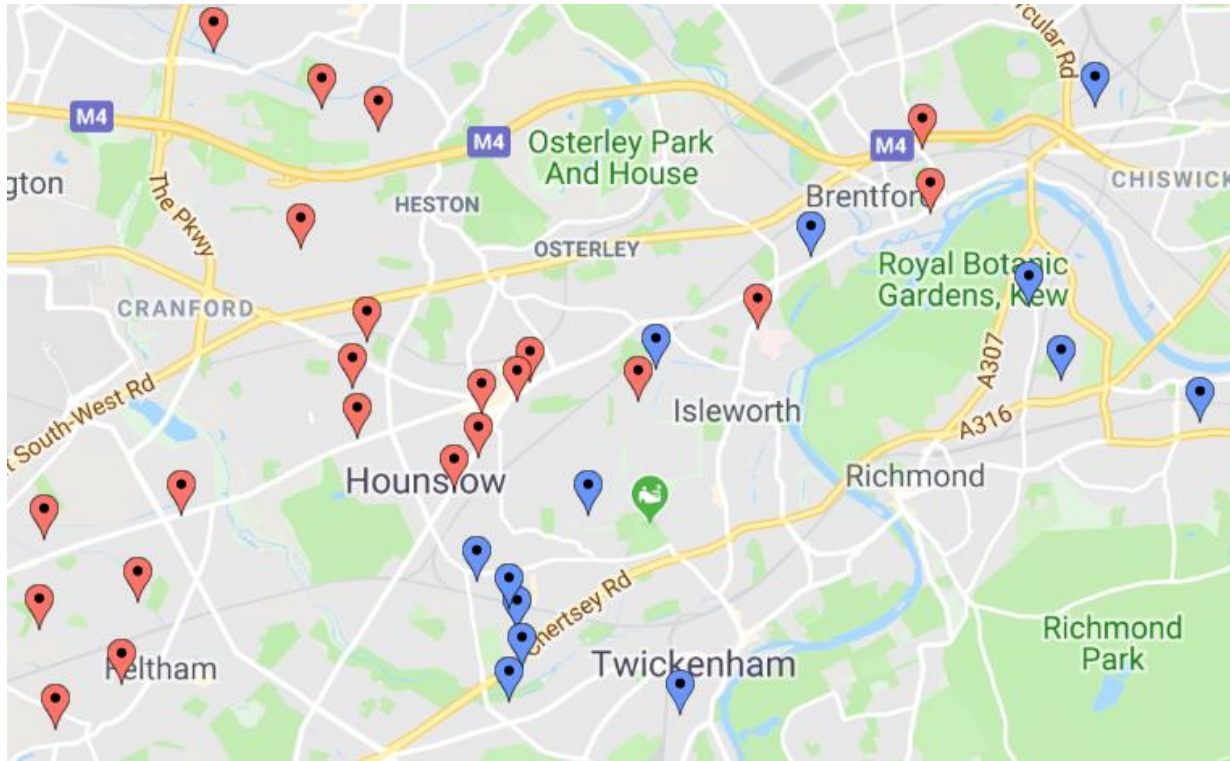 cular Rd
M4
M4
Osterley Park
And House
M4
CHISWICK
gton
The Pkwy
HESTON
Brentford
OSTERLEY
Royal Botanic
Gardens, Kew
CRANFORD
A307
t South-West Rd
Isleworth
A316
Hounslow
Richmond
Chertsey Rd
Richmond
Park
Feltham
Twickenham